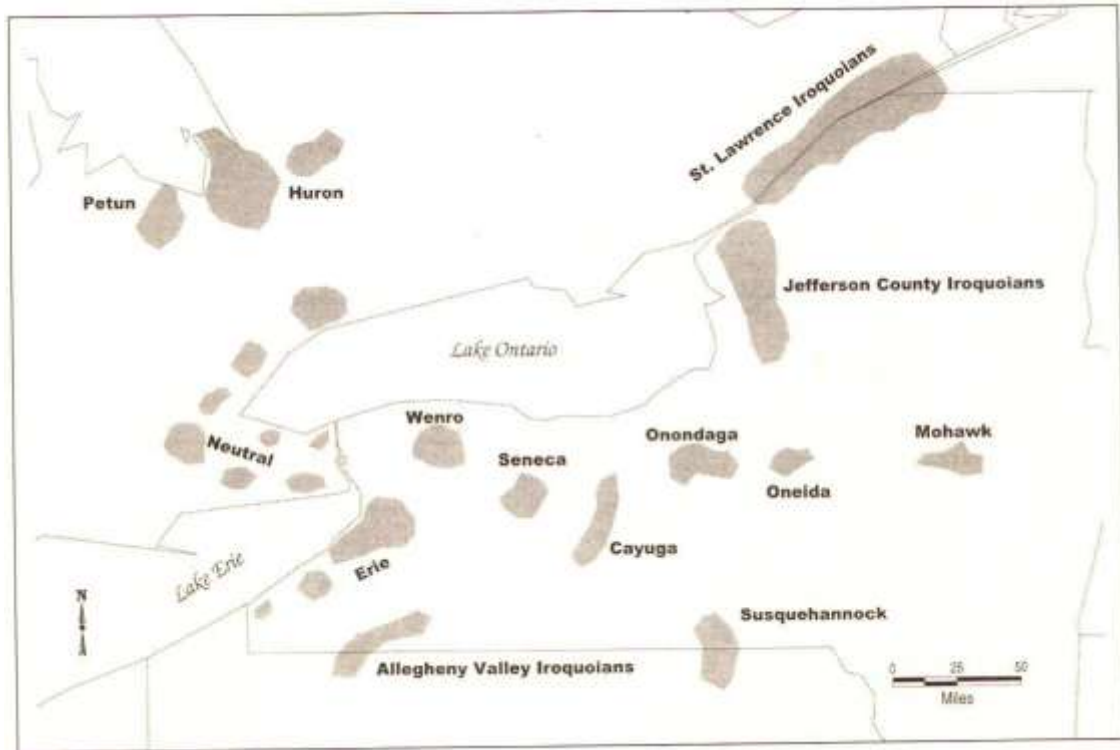 St. Lawrence Iroquoians
Huron
Petun
Jefferson County Iroquoians
Lake Ontario
Wenro
Onondaga
Mohawk
Neutral
Seneca
Oneida
Cayuga
Erie
Lake Erie
N
Susquehannock
Allegheny Valley Iroquoians
0 25 50
Miles